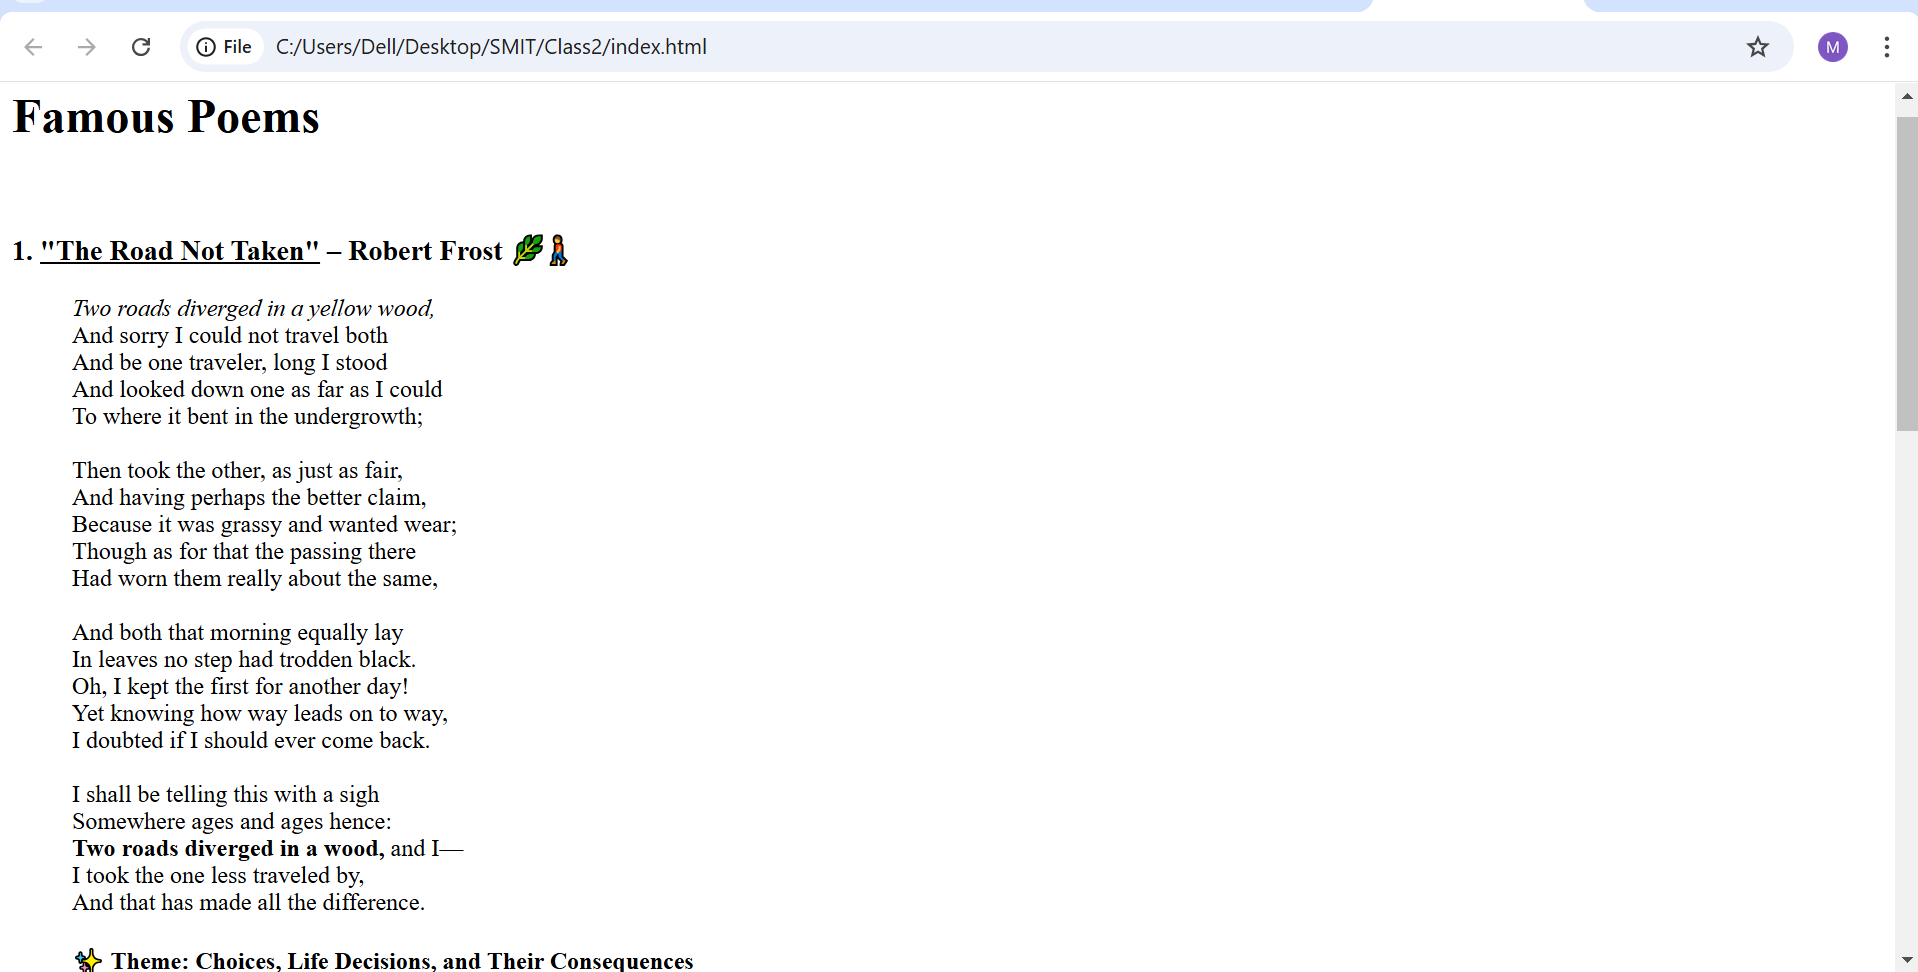 File C:/Users/Dell/Desktop/SMIT/Class2/index.html M
Famous Poems
1. "The Road Not Taken" – Robert Frost 🌿🚶
Two roads diverged in a yellow wood,
And sorry I could not travel both
And be one traveler, long I stood
And looked down one as far as I could
To where it bent in the undergrowth;
Then took the other, as just as fair,
And having perhaps the better claim,
Because it was grassy and wanted wear;
Though as for that the passing there
Had worn them really about the same,
And both that morning equally lay
In leaves no step had trodden black.
Oh, I kept the first for another day!
Yet knowing how way leads on to way,
I doubted if I should ever come back.
I shall be telling this with a sigh
Somewhere ages and ages hence:
Two roads diverged in a wood, and I—
I took the one less traveled by,
And that has made all the difference.
✨ Theme: Choices, Life Decisions, and Their Consequences